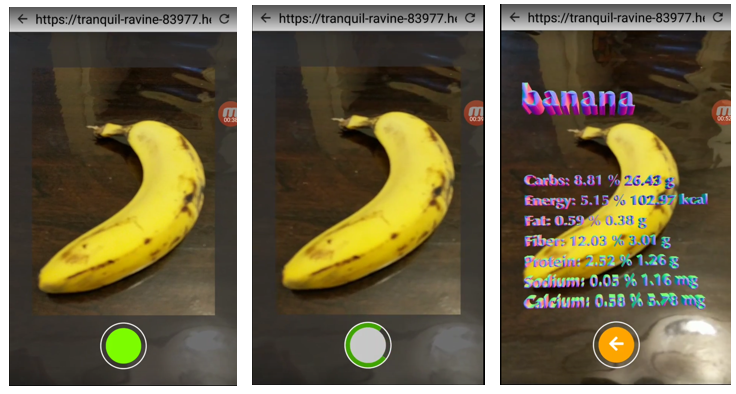 https://tranquil-ravine-83977.h
00:38
https://tranquil-ravine-83977.h
https://tranquil-ravine-83977.h
banana
Carbs: 8.81 % 26.43 g
Energy: 5.15 % 102.97 kcal
Fat: 0.59 % 0.38 g
Fiber: 12.03 % 3.01 g
Protein: 2.52 % 1.26 g
Sodium: 0.05 % 1.16 mg
Calcium: 0.38 % 3.78 mg